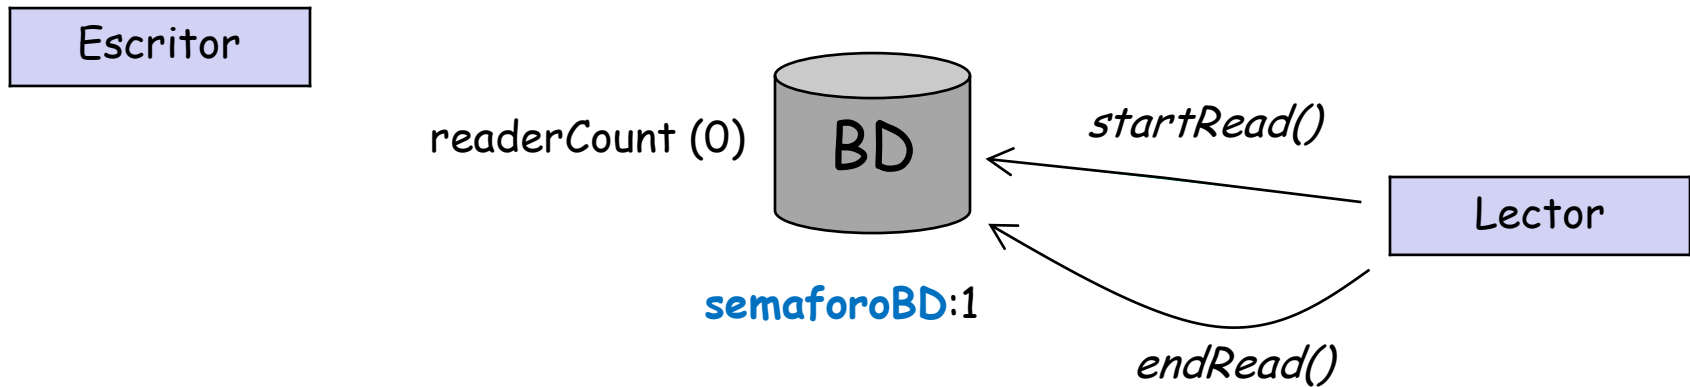 Escritor
readerCount (0)
BD
startRead()
Lector
semaforoBD:1
endRead()